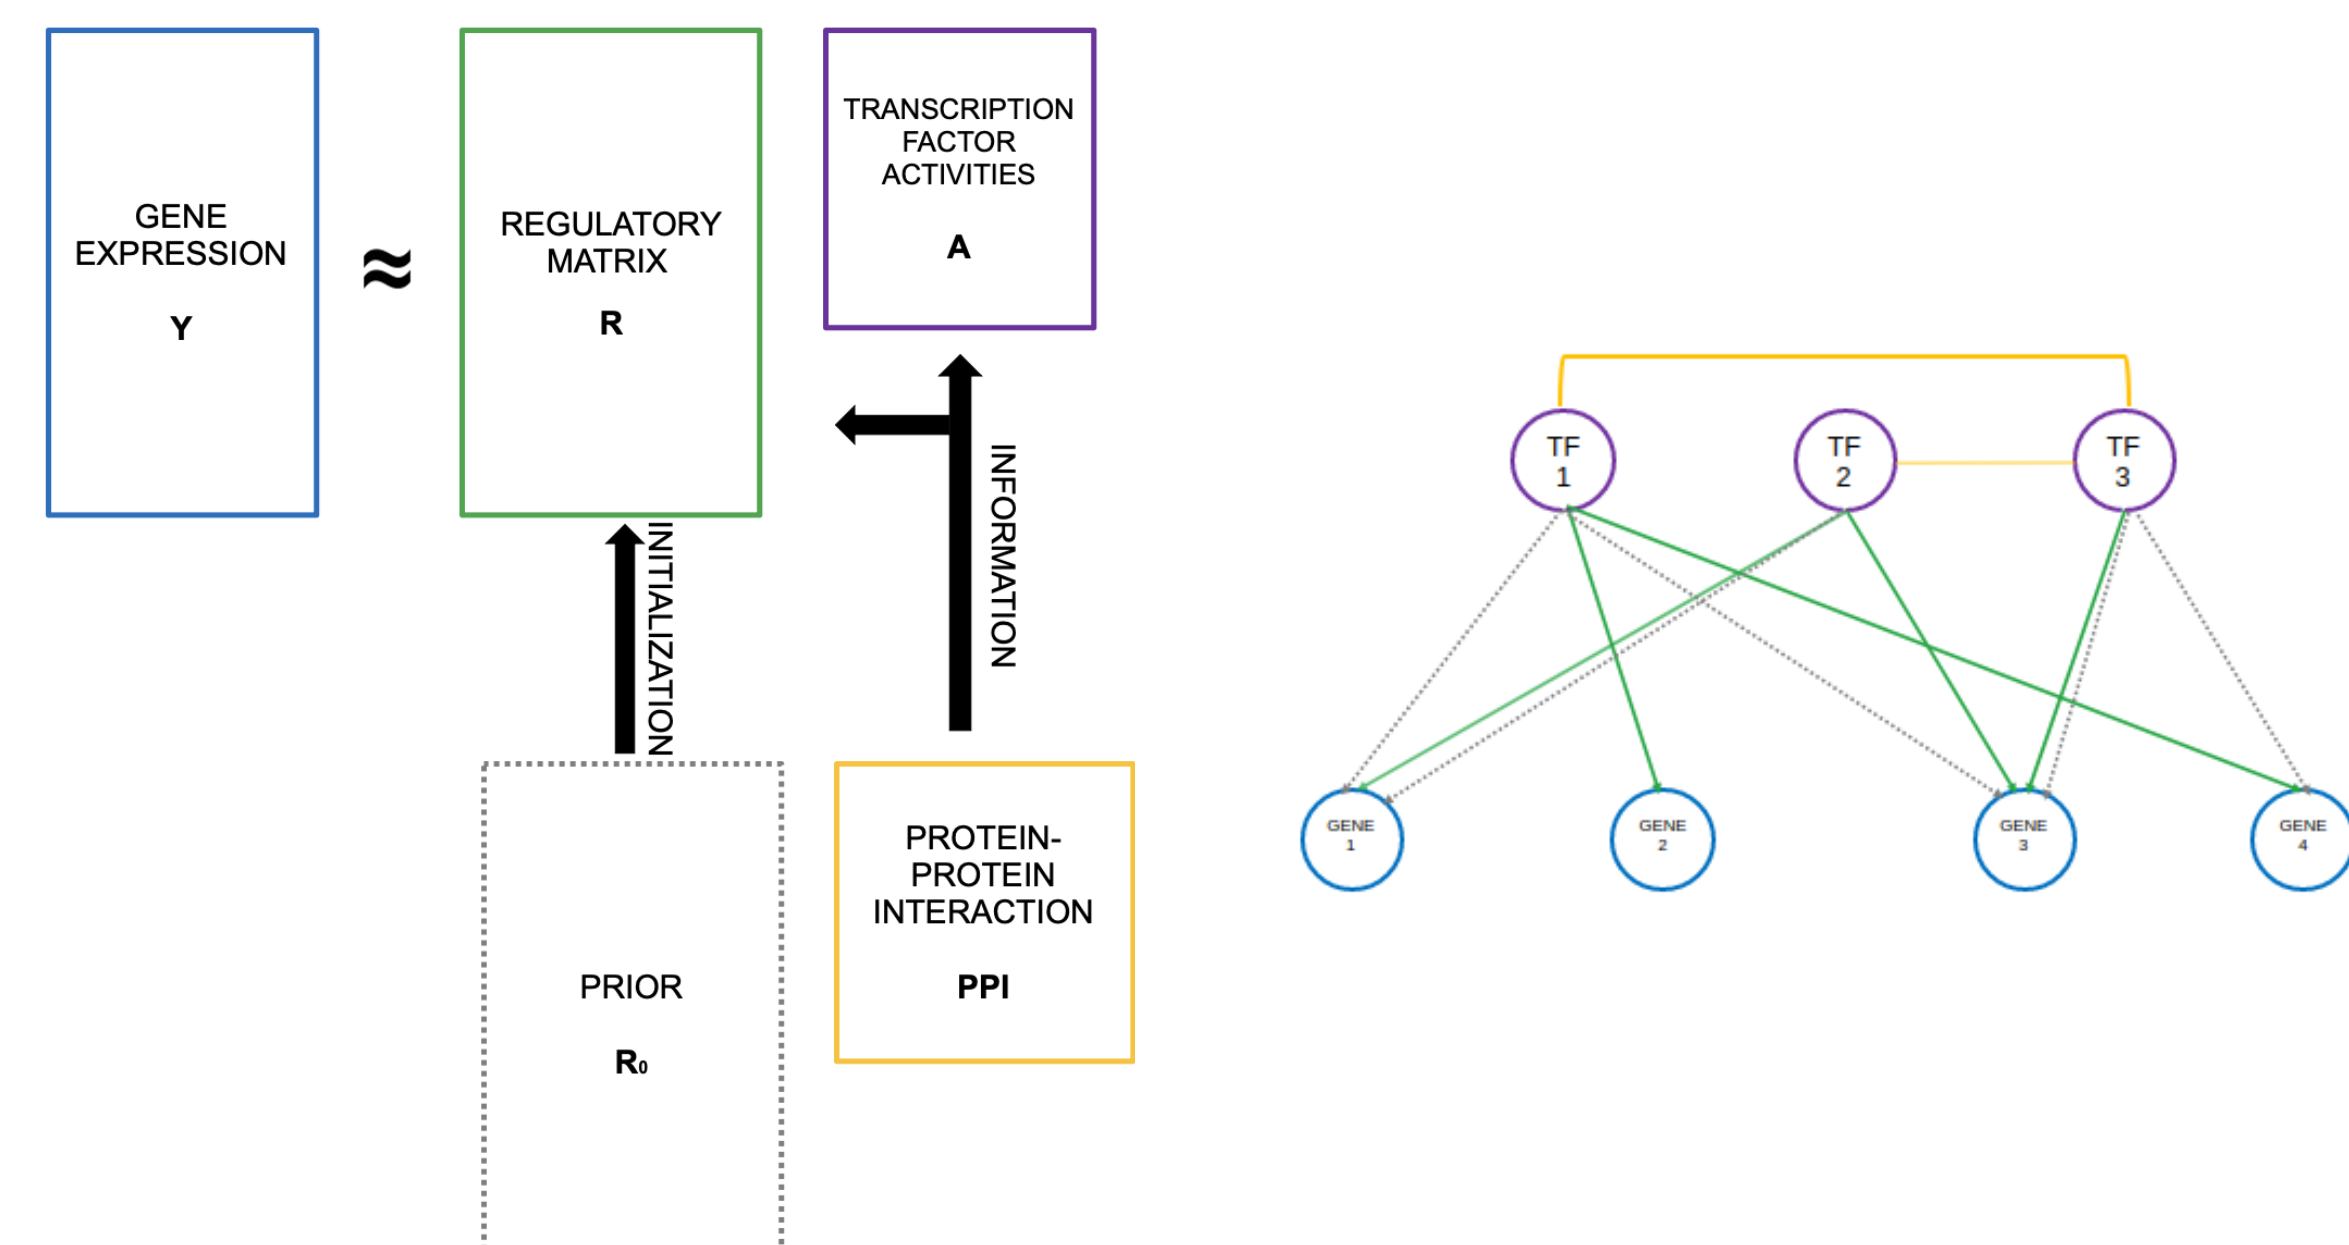 GENE
EXPRESSION
Y
≈
REGULATORY
MATRIX
R
TRANSCRIPTION
FACTOR
ACTIVITIES
A
INITIALIZATION
INFORMATION
PRIOR
R₀
PROTEIN-
PROTEIN
INTERACTION
PPI
TF
1
TF
2
TF
3
GENE
1
GENE
2
GENE
3
GENE
4